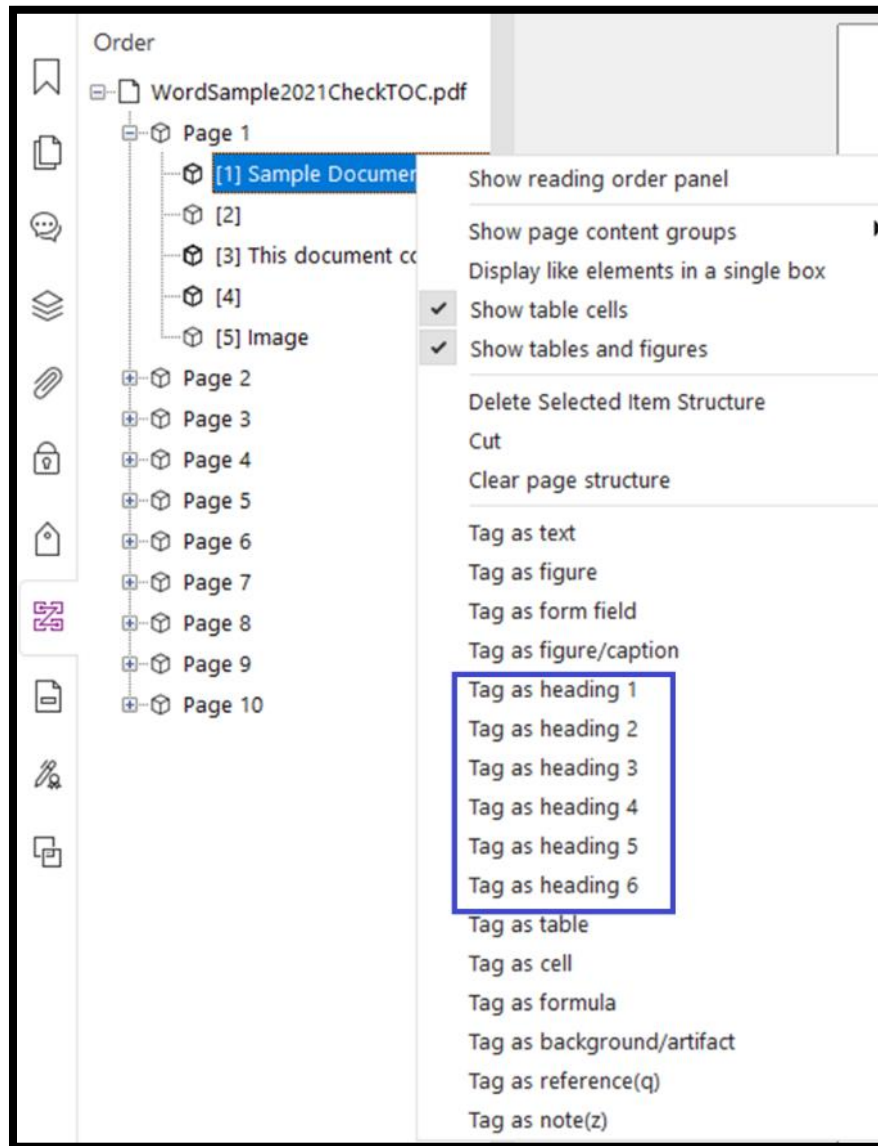 Order
WordSample2021CheckTOC.pdf
Page 1
[1] Sample Documen
[2]
[3] This document co
[4]
[5] Image
Page 2
Page 3
Page 4
Page 5
Page 6
Page 7
Page 8
Page 9
Page 10
Show reading order panel
Show page content groups
Display like elements in a single box
Show table cells
Show tables and figures
Delete Selected Item Structure
Cut
Clear page structure
Tag as text
Tag as figure
Tag as form field
Tag as figure/caption
Tag as heading 1
Tag as heading 2
Tag as heading 3
Tag as heading 4
Tag as heading 5
Tag as heading 6
Tag as table
Tag as cell
Tag as formula
Tag as background/artifact
Tag as reference(q)
Tag as note(z)